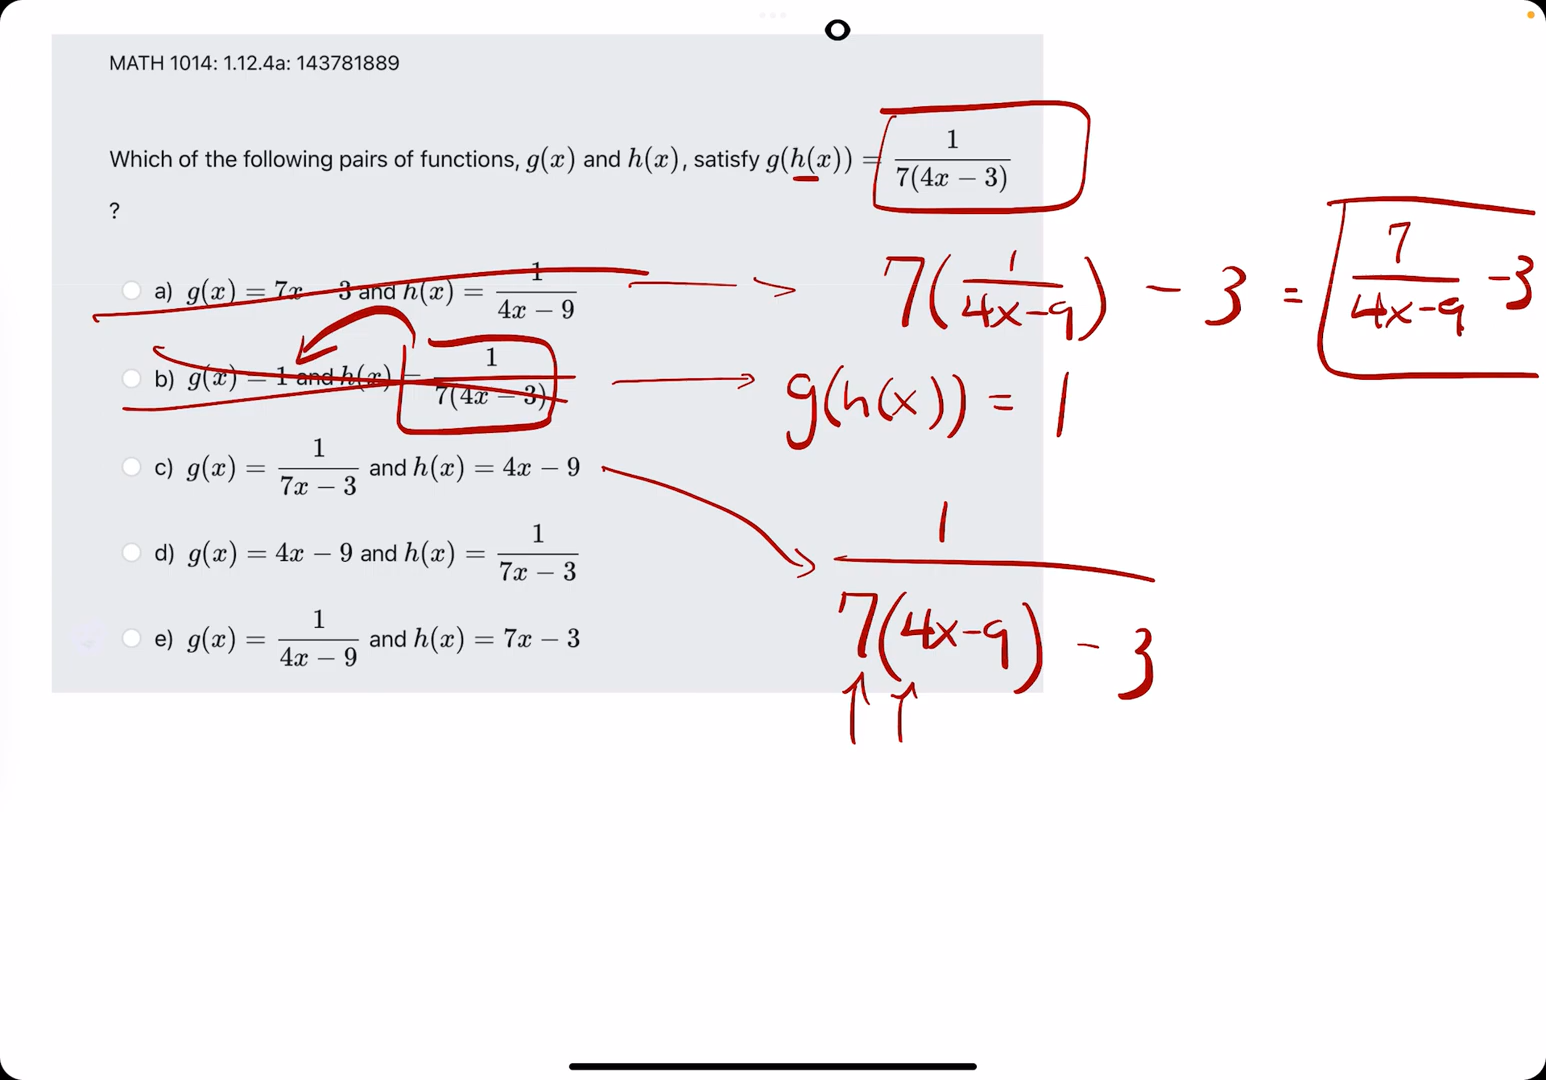 MATH 1014: 1.12.4a: 143781889
Which of the following pairs of functions, g(x) and h(x), satisfy g(h(x)) = 1/(7(4x − 3))
?
a) g(x) = 7x − 3 and h(x) = 1/(4x − 9)
7(1/(4x-9)) - 3 = 7/(4x-9) -3
b) g(x) = 1 and h(x) = 1/(7(4x − 3))
g(h(x)) = 1
c) g(x) = 1/(7x − 3) and h(x) = 4x − 9
1/(7(4x-9) - 3)
d) g(x) = 4x − 9 and h(x) = 1/(7x − 3)
e) g(x) = 1/(4x − 9) and h(x) = 7x − 3